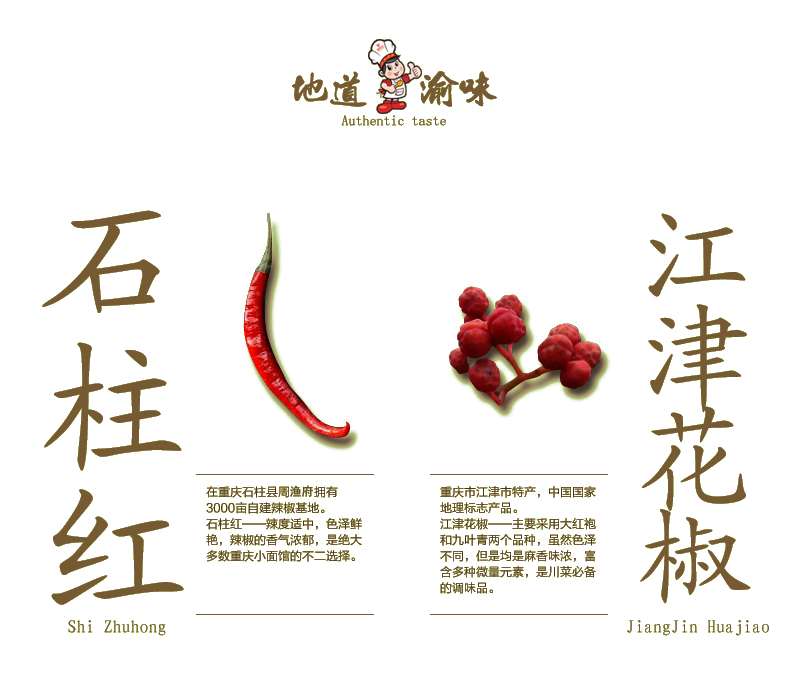 地道渝味
Authentic taste
石柱红
Shi Zhuhong
在重庆石柱县周渔府拥有
3000亩自建辣椒基地。
石柱红——辣度适中，色泽鲜
艳，辣椒的香气浓郁，是绝大
多数重庆小面馆的不二选择。
重庆市江津市特产，中国国家
地理标志产品。
江津花椒——主要采用大红袍
和九叶青两个品种，虽然色泽
不同，但是均是麻香味浓，富
含多种微量元素，是川菜必备
的调味品。
江津花椒
JiangJin Huajiao